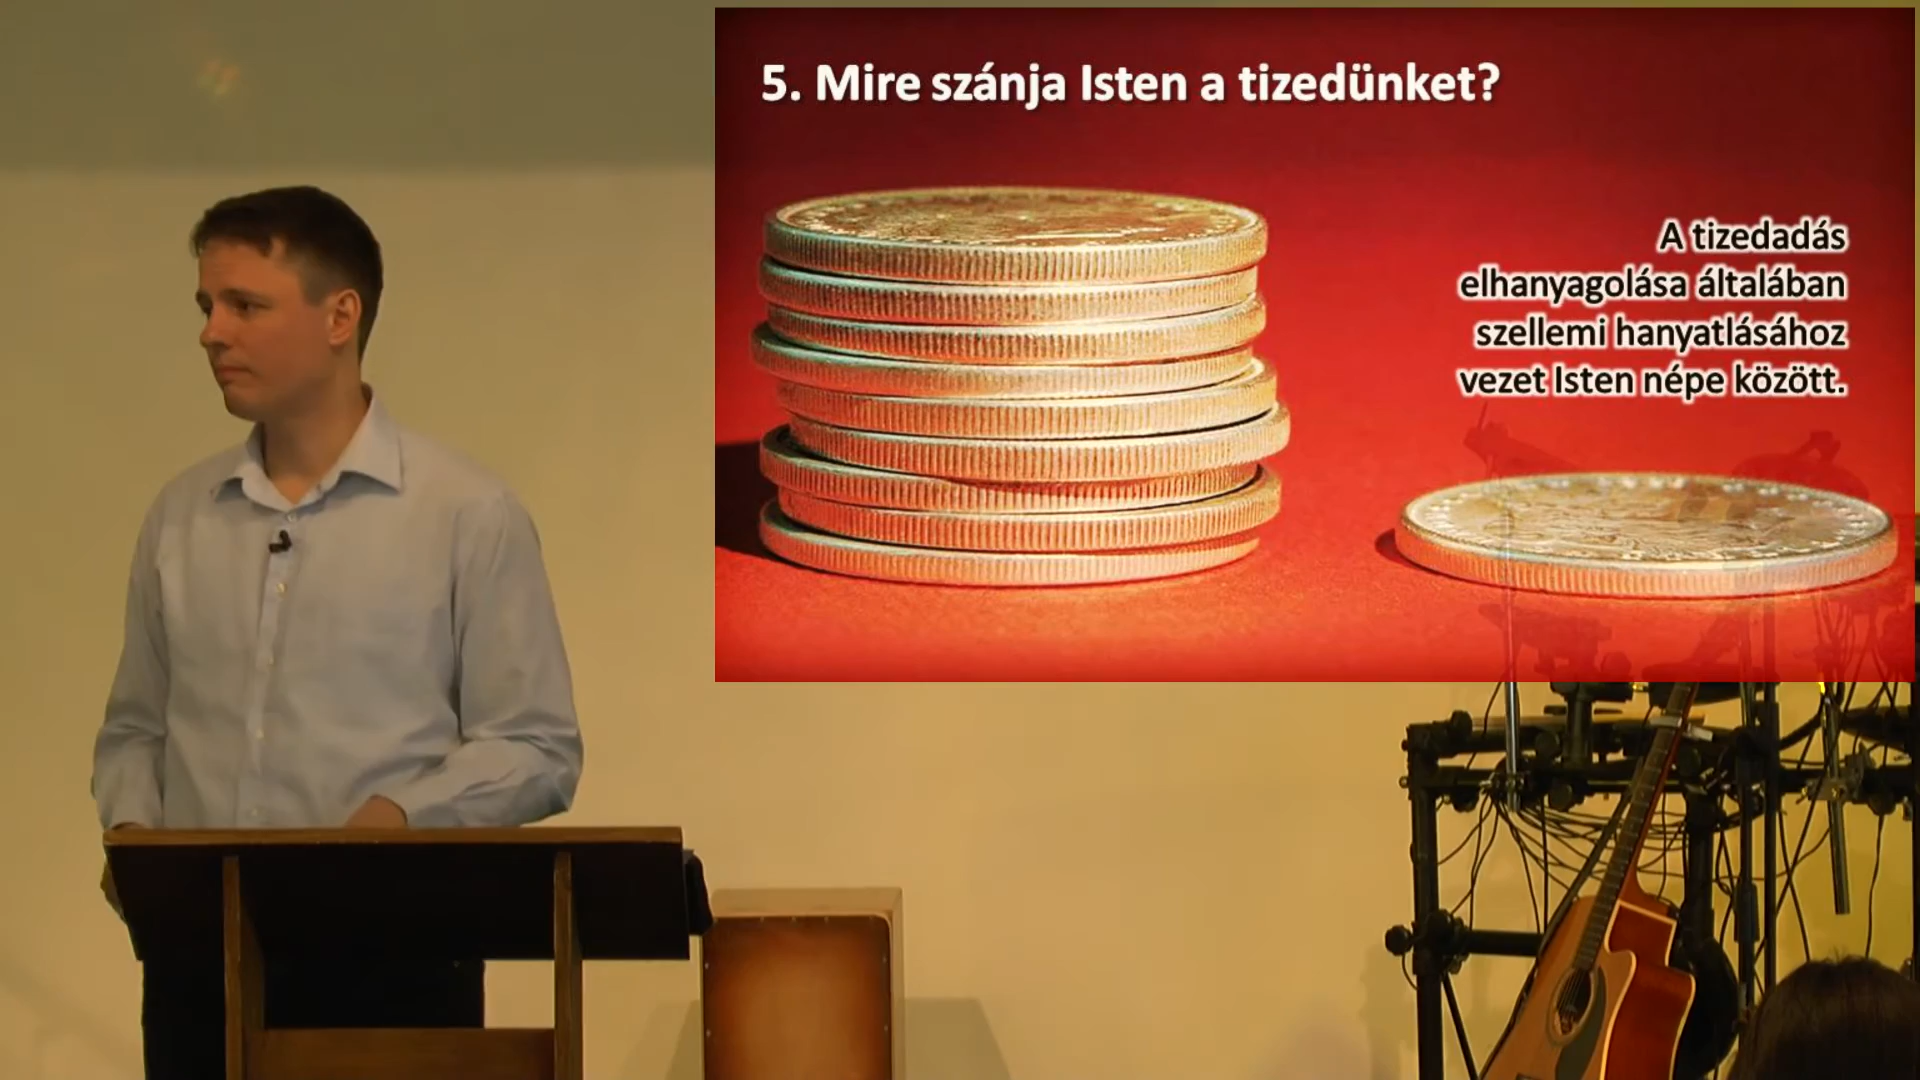 5. Mire szánja Isten a tizedünket?
A tizedadás
elhanyagolása általában
szellemi hanyatlásához
vezet Isten népe között.